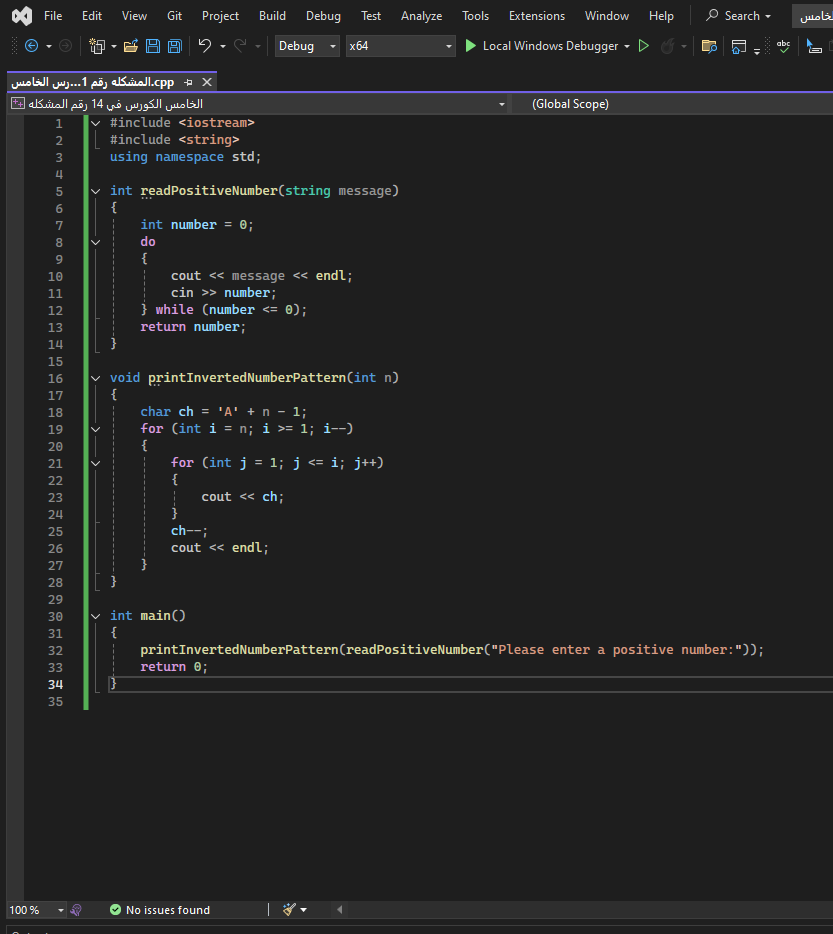 File Edit View Git Project Build Debug Test Analyze Tools Extensions Window Help Search الخامس
Debug x64 Local Windows Debugger abc
المشكله رقم 1...رس الخامس.cpp
الخامس الكورس في 14 رقم المشكله (Global Scope)
1 #include <iostream>
2 #include <string>
3 using namespace std;
4
5 int readPositiveNumber(string message)
6 {
7 int number = 0;
8 do
9 {
10 cout << message << endl;
11 cin >> number;
12 } while (number <= 0);
13 return number;
14 }
15
16 void printInvertedNumberPattern(int n)
17 {
18 char ch = 'A' + n - 1;
19 for (int i = n; i >= 1; i--)
20 {
21 for (int j = 1; j <= i; j++)
22 {
23 cout << ch;
24 }
25 ch--;
26 cout << endl;
27 }
28 }
29
30 int main()
31 {
32 printInvertedNumberPattern(readPositiveNumber("Please enter a positive number:"));
33 return 0;
34 }
35
100 % No issues found